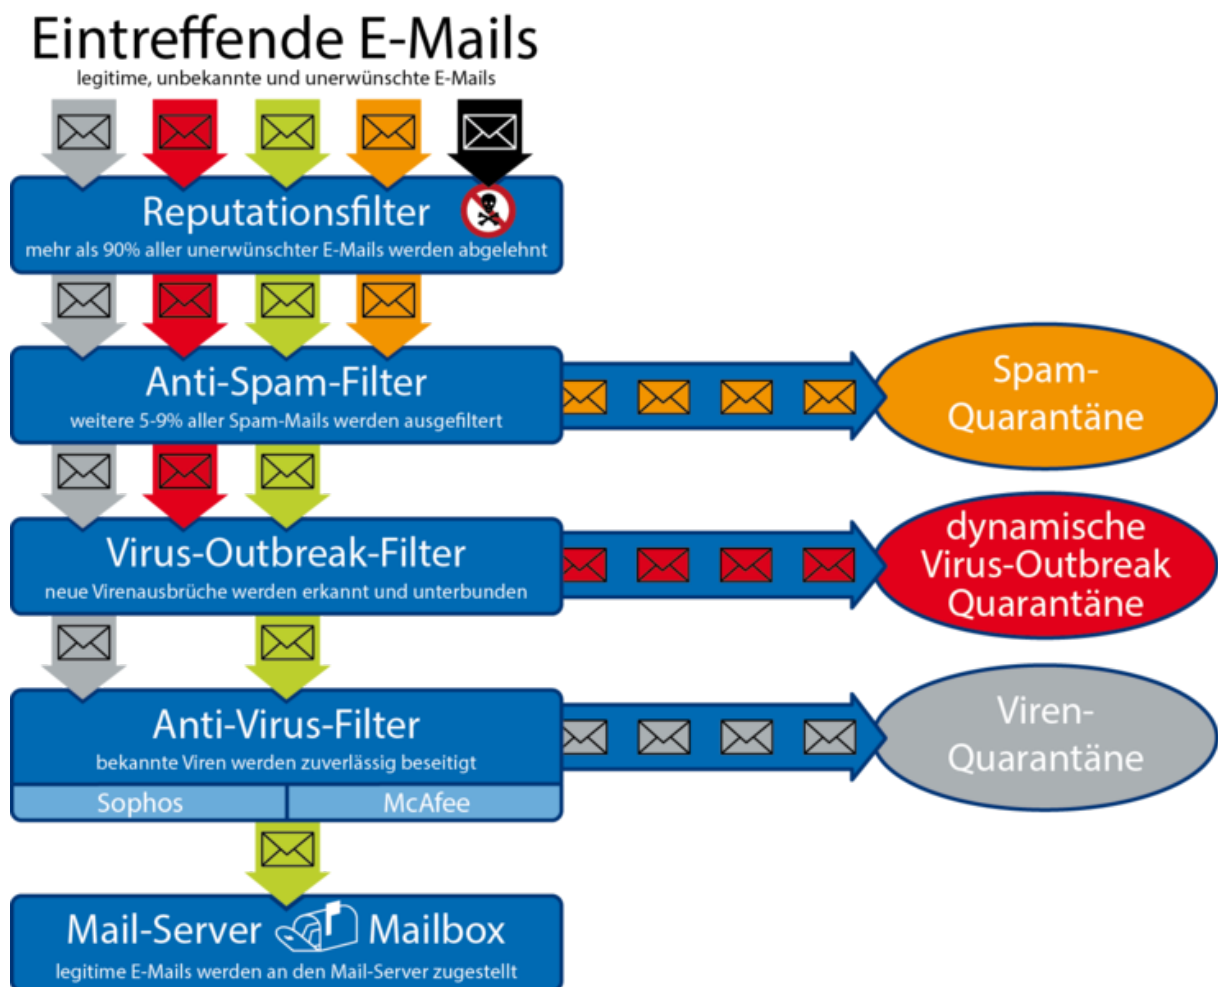 Eintreffende E-Mails
legitime, unbekannte und unerwünschte E-Mails
Reputationsfilter
mehr als 90% aller unerwünschter E-Mails werden abgelehnt
Anti-Spam-Filter
weitere 5-9% aller Spam-Mails werden ausgefiltert
Spam-
Quarantäne
Virus-Outbreak-Filter
neue Virenausbrüche werden erkannt und unterbunden
dynamische
Virus-Outbreak
Quarantäne
Anti-Virus-Filter
bekannte Viren werden zuverlässig beseitigt
Sophos McAfee
Viren-
Quarantäne
Mail-Server Mailbox
legitime E-Mails werden an den Mail-Server zugestellt